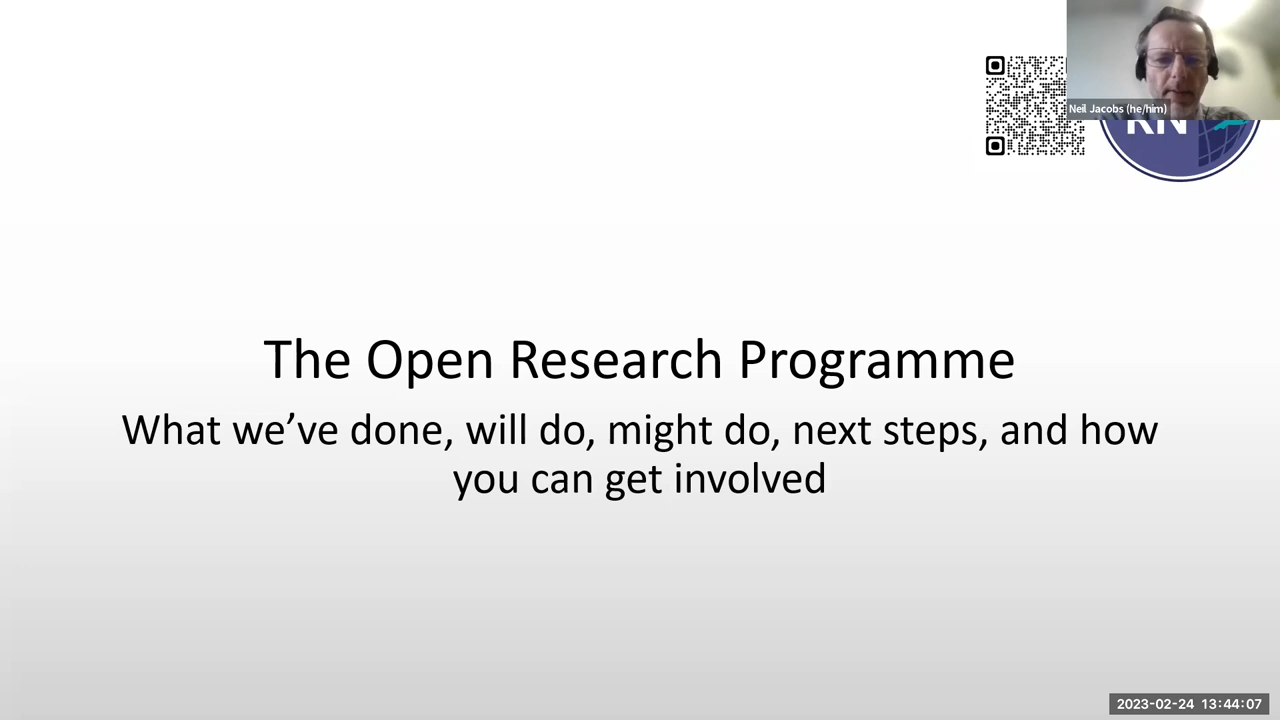 Neil Jacobs (he/him)
RN
The Open Research Programme
What we’ve done, will do, might do, next steps, and how
you can get involved
2023-02-24 13:44:07